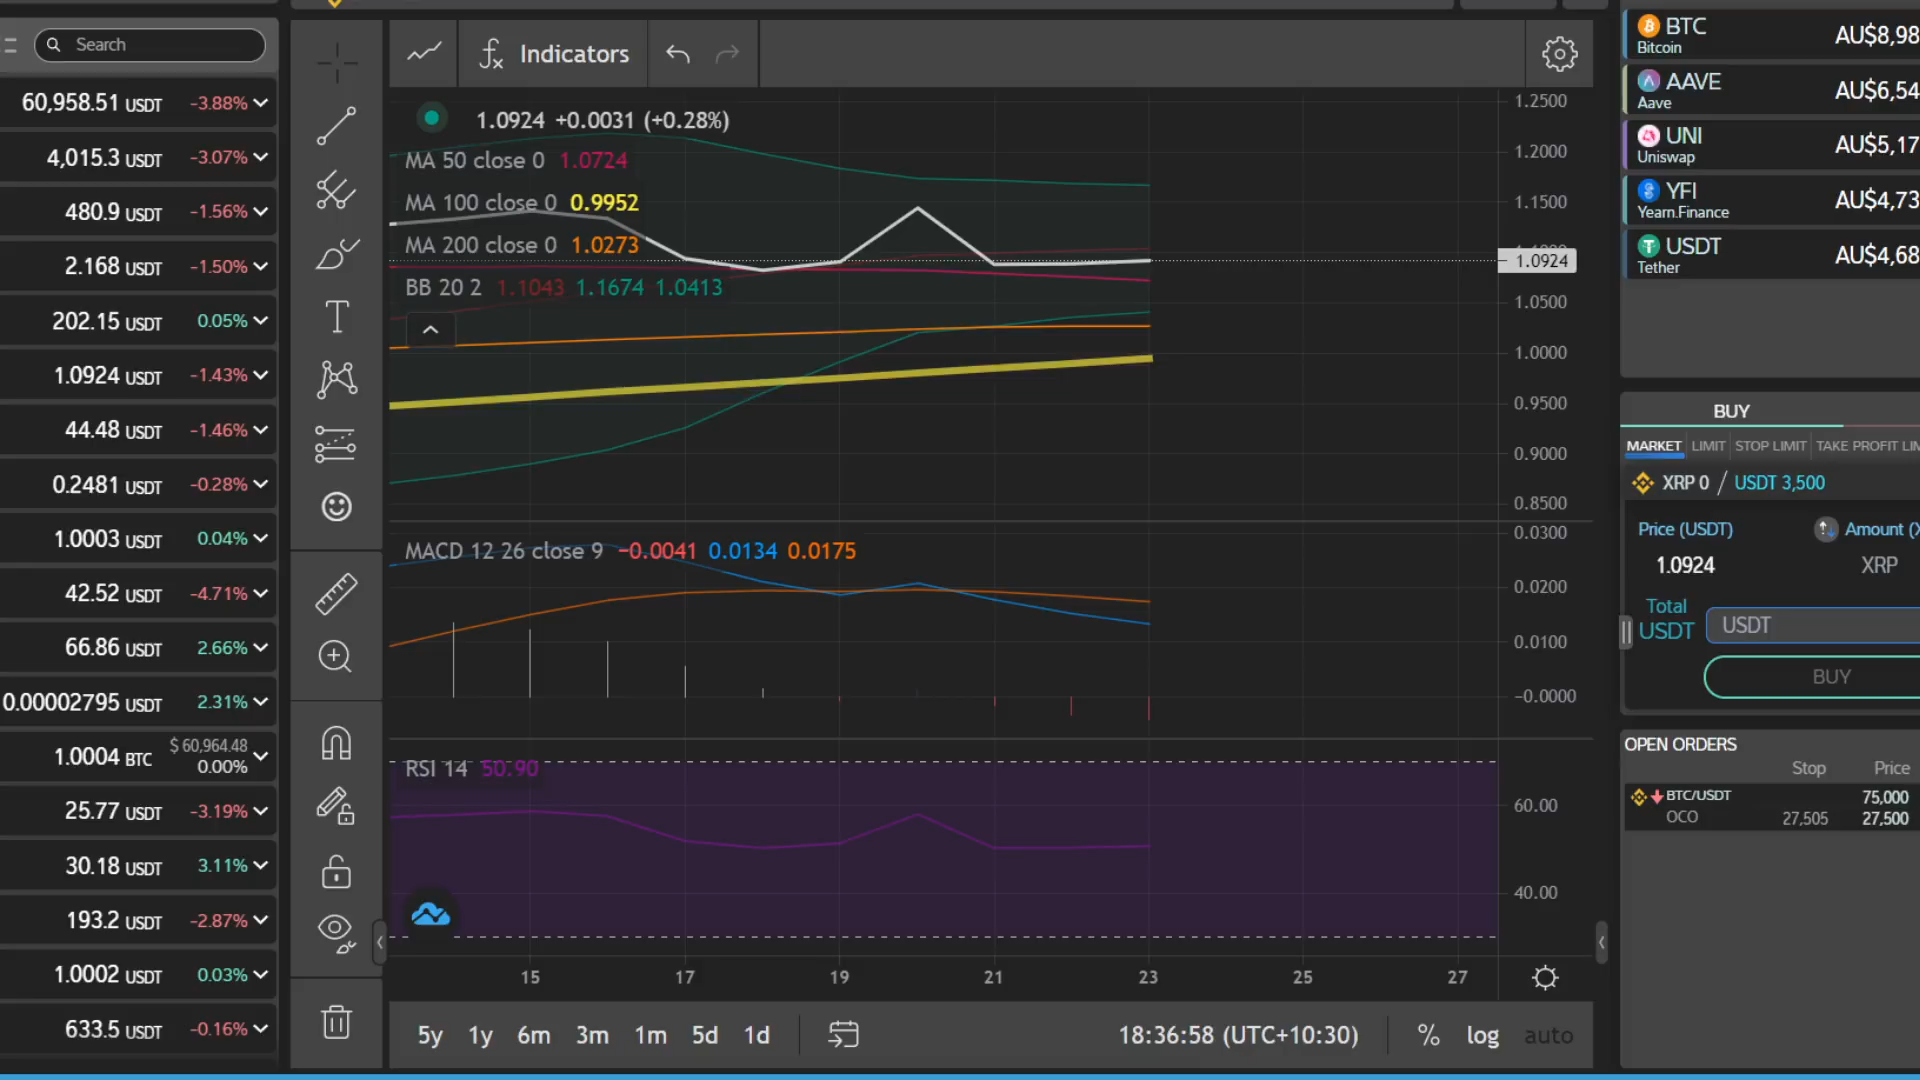 Search
60,958.51 USDT -3.88%
4,015.3 USDT -3.07%
480.9 USDT -1.56%
2.168 USDT -1.50%
202.15 USDT 0.05%
1.0924 USDT -1.43%
44.48 USDT -1.46%
0.2481 USDT -0.28%
1.0003 USDT 0.04%
42.52 USDT -4.71%
66.86 USDT 2.66%
0.00002795 USDT 2.31%
1.0004 BTC $ 60,964.48 0.00%
25.77 USDT -3.19%
30.18 USDT 3.11%
193.2 USDT -2.87%
1.0002 USDT 0.03%
633.5 USDT -0.16%
Indicators
1.0924 +0.0031 (+0.28%)
MA 50 close 0 1.0724
MA 100 close 0 0.9952
MA 200 close 0 1.0273
BB 20 2 1.1043 1.1674 1.0413
1.2500
1.2000
1.1500
1.0924
1.0500
1.0000
0.9500
0.9000
0.8500
MACD 12 26 close 9 −0.0041 0.0134 0.0175
0.0300
0.0200
0.0100
−0.0000
RSI 14 50.90
60.00
40.00
15 17 19 21 23 25 27
5y 1y 6m 3m 1m 5d 1d
18:36:58 (UTC+10:30) % log auto
BTC AU$8,98
Bitcoin
AAVE AU$6,54
Aave
UNI AU$5,17
Uniswap
YFI AU$4,73
Yearn.Finance
USDT AU$4,68
Tether
BUY
MARKET LIMIT STOP LIMIT TAKE PROFIT LIM
XRP 0 / USDT 3,500
Price (USDT) Amount (X
1.0924 XRP
Total
USDT USDT
BUY
OPEN ORDERS
Stop Price
BTC/USDT 75,000
OCO 27,505 27,500